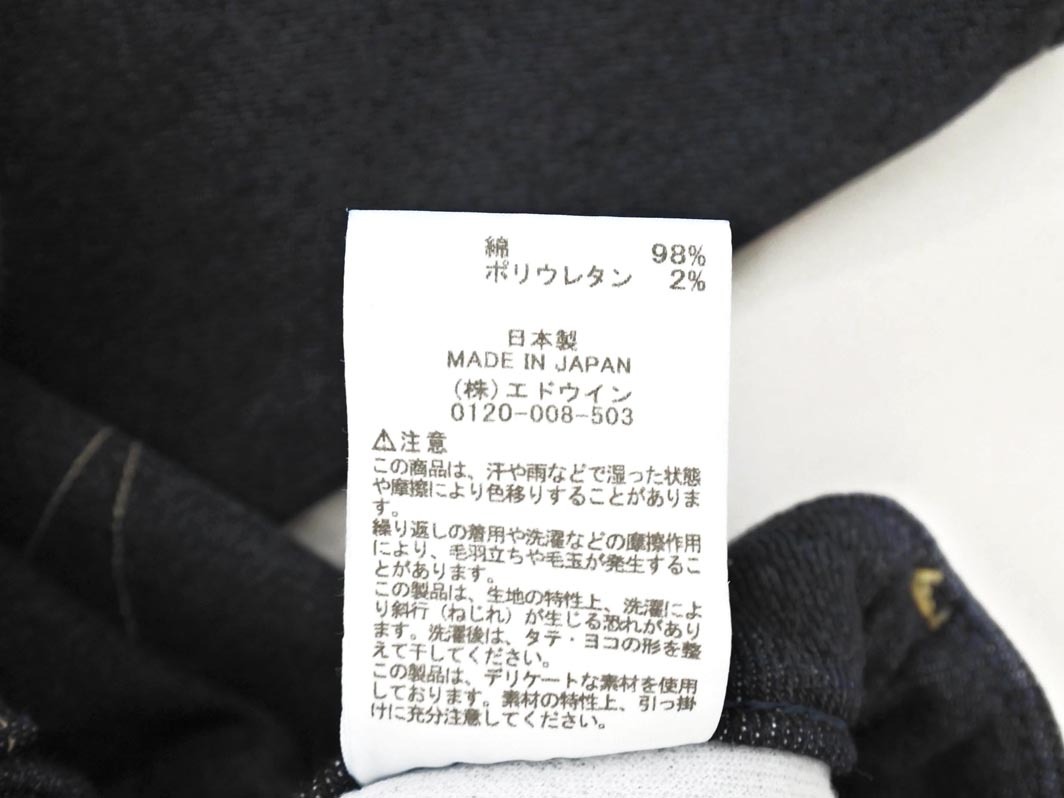 綿 98%
ポリウレタン 2%
日本製
MADE IN JAPAN
(株)エドウイン
0120-008-503
⚠注意
この商品は、汗や雨などで湿った状態
や摩擦により色移りすることがありま
す。
繰り返しの着用や洗濯などの摩擦作用
により、毛羽立ちや毛玉が発生するこ
とがあります。
この製品は、生地の特性上、洗濯によ
り斜行(ねじれ)が生じる恐れがあり
ます。洗濯後は、タテ・ヨコの形を整
えて干してください。
この製品は、デリケートな素材を使用
しております。素材の特性上、引っ掛
けに充分注意してください。